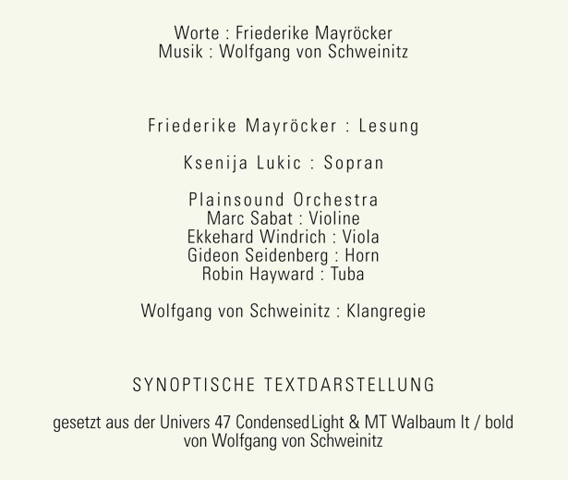 Worte : Friederike Mayröcker
Musik : Wolfgang von Schweinitz
Friederike Mayröcker : Lesung
Ksenija Lukic : Sopran
Plainsound Orchestra
Marc Sabat : Violine
Ekkehard Windrich : Viola
Gideon Seidenberg : Horn
Robin Hayward : Tuba
Wolfgang von Schweinitz : Klangregie
SYNOPTISCHE TEXTDARSTELLUNG
gesetzt aus der Univers 47 CondensedLight & MT Walbaum It / bold
von Wolfgang von Schweinitz